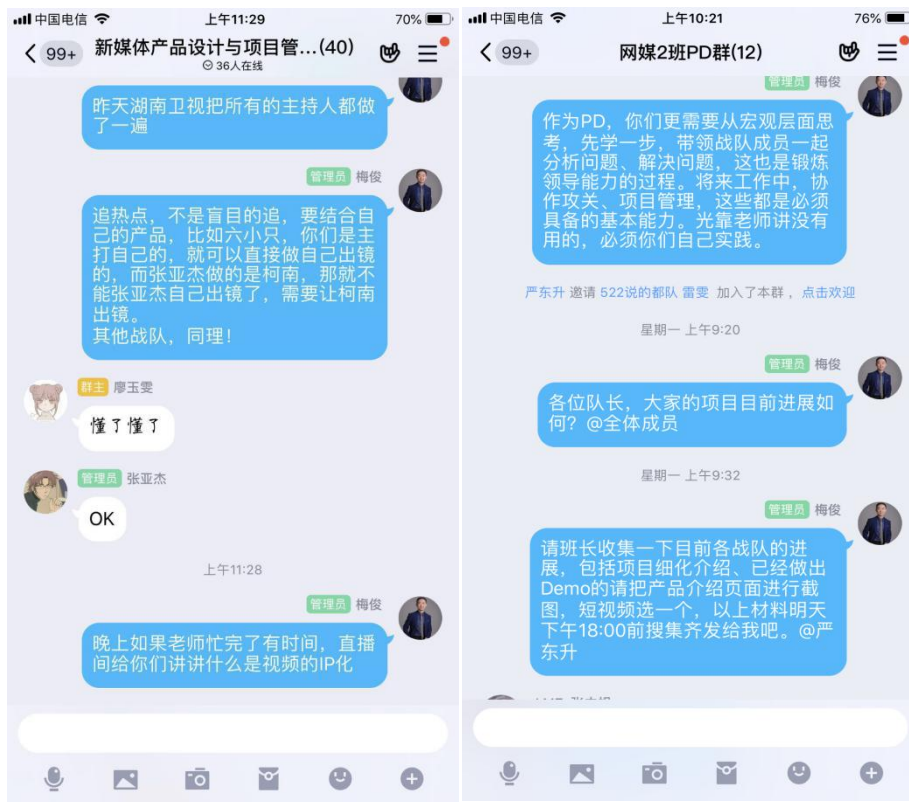 中国电信
上午11:29
70%
99+
新媒体产品设计与项目管...(40)
36人在线
昨天湖南卫视把所有的主持人都做
了一遍
管理员 梅俊
追热点，不是盲目的追，要结合自
己的产品，比如六小只，你们是主
打自己的，就可以直接做自己出镜
的，而张亚杰做的是柯南，那就不
能张亚杰自己出镜了，需要让柯南
出镜。
其他战队，同理！
群主 廖玉雯
懂了懂了
管理员 张亚杰
OK
上午11:28
管理员 梅俊
晚上如果老师忙完了有时间，直播
间给你们讲讲什么是视频的IP化
中国电信
上午10:21
76%
99+
网媒2班PD群(12)
管理员 梅俊
作为PD，你们更需要从宏观层面思
考，先学一步，带领战队成员一起
分析问题、解决问题，这也是锻炼
领导能力的过程。将来工作中，协
作攻关、项目管理，这些都是必须
具备的基本能力。光靠老师讲没有
用的，必须你们自己实践。
严东升 邀请 522说的都队 雷雯 加入了本群，点击欢迎
星期一 上午9:20
管理员 梅俊
各位队长，大家的项目目前进展如
何？@全体成员
星期一 上午9:32
管理员 梅俊
请班长收集一下目前各战队的进
展，包括项目细化介绍、已经做出
Demo的请把产品介绍页面进行截
图，短视频选一个，以上材料明天
下午18:00前搜集齐发给我吧。@严
东升